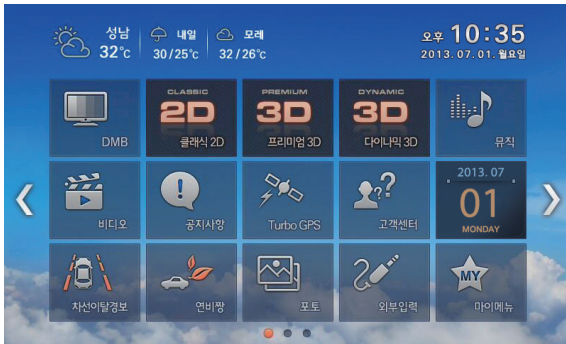 성남 내일 모레
32℃ 30/25℃ 32/26℃
오후 10:35
2013. 07. 01. 월요일
DMB
CLASSIC
2D
클래식 2D
PREMIUM
3D
프리미엄 3D
DYNAMIC
3D
다이나믹 3D
뮤직
비디오
공지사항
Turbo GPS
고객센터
2013. 07
01
MONDAY
차선이탈경보
연비짱
포토
외부입력
MY
마이메뉴